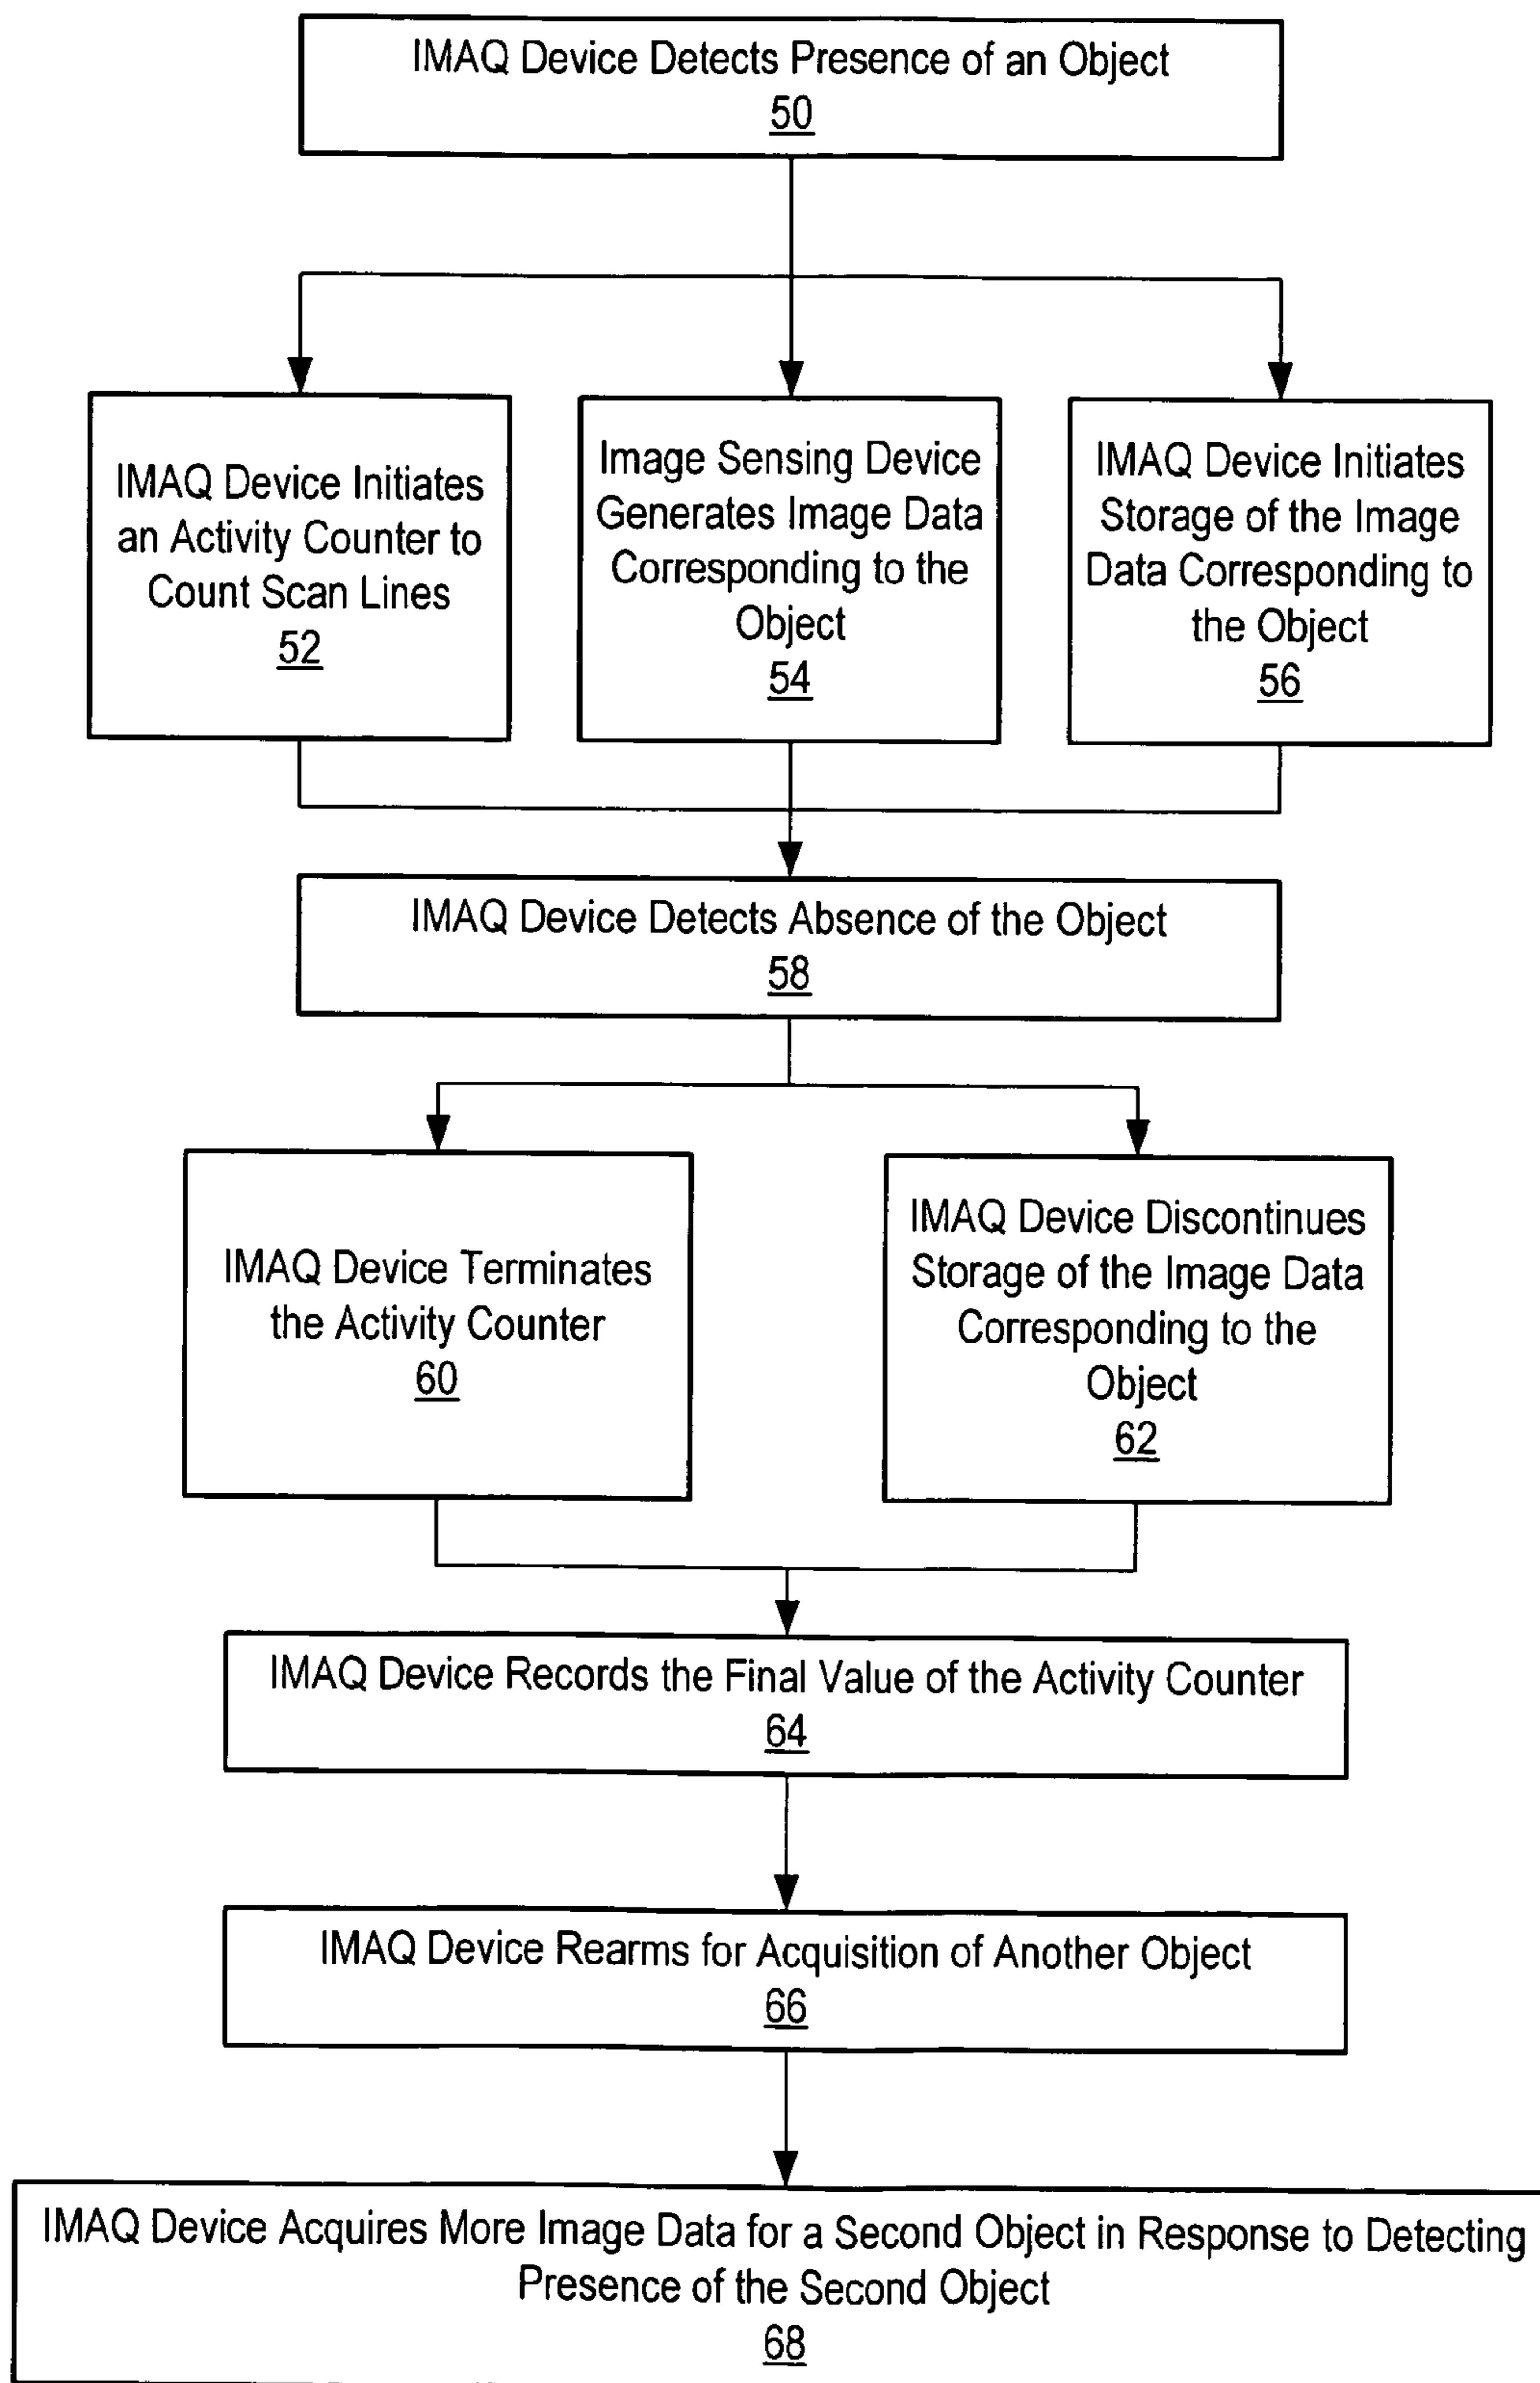 IMAQ Device Detects Presence of an Object
50
IMAQ Device Initiates
an Activity Counter to
Count Scan Lines
52
Image Sensing Device
Generates Image Data
Corresponding to the
Object
54
IMAQ Device Initiates
Storage of the Image
Data Corresponding to
the Object
56
IMAQ Device Detects Absence of the Object
58
IMAQ Device Terminates
the Activity Counter
60
IMAQ Device Discontinues
Storage of the Image Data
Corresponding to the
Object
62
IMAQ Device Records the Final Value of the Activity Counter
64
IMAQ Device Rearms for Acquisition of Another Object
66
IMAQ Device Acquires More Image Data for a Second Object in Response to Detecting
Presence of the Second Object
68